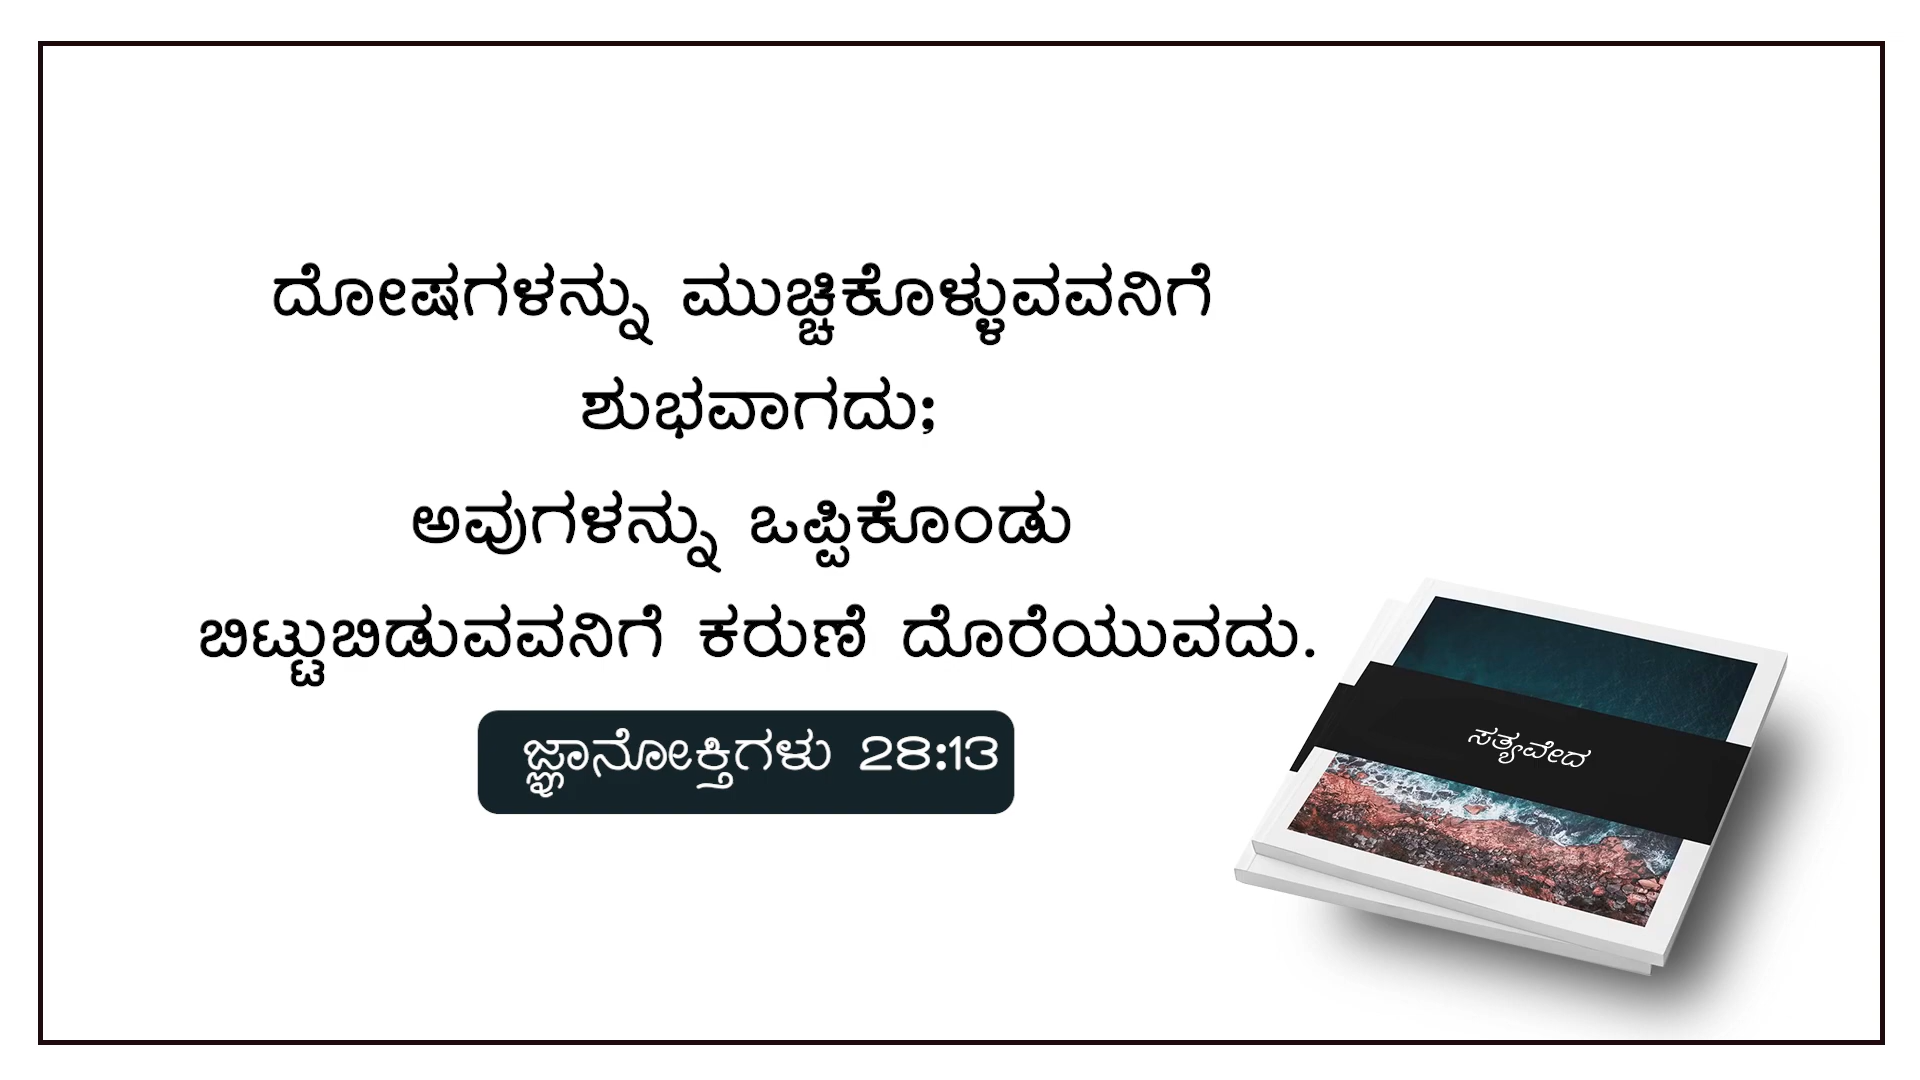 ದೋಷಗಳನ್ನು ಮುಚ್ಚಿಕೊಳ್ಳುವವನಿಗೆ
ಶುಭವಾಗದು;
ಅವುಗಳನ್ನು ಒಪ್ಪಿಕೊಂಡು
ಬಿಟ್ಟುಬಿಡುವವನಿಗೆ ಕರುಣೆ ದೊರೆಯುವದು.
ಜ್ಞಾನೋಕ್ತಿಗಳು 28:13
ಸತ್ಯವೇದ